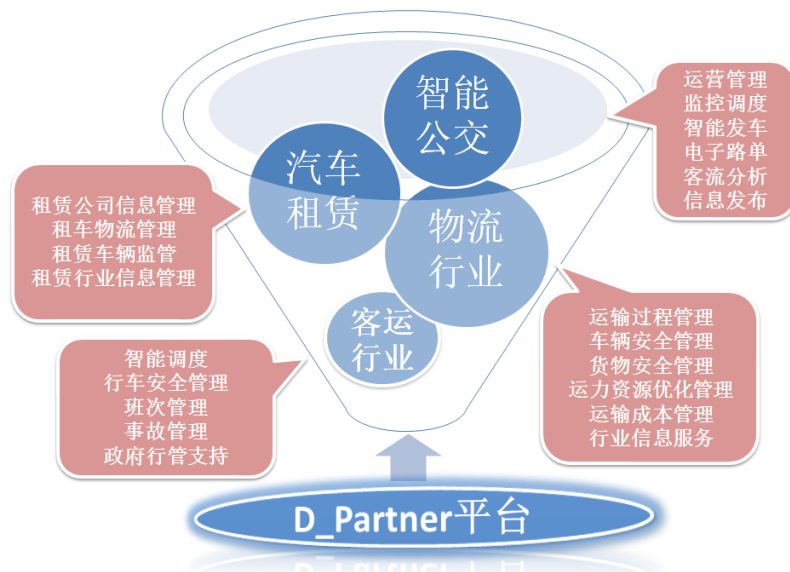 智能
公交
运营管理
监控调度
智能发车
电子路单
客流分析
信息发布
汽车
租赁
租赁公司信息管理
租车物流管理
租赁车辆监管
租赁行业信息管理
物流
行业
运输过程管理
车辆安全管理
货物安全管理
运力资源优化管理
运输成本管理
行业信息服务
客运
行业
智能调度
行车安全管理
班次管理
事故管理
政府行管支持
D_Partner平台